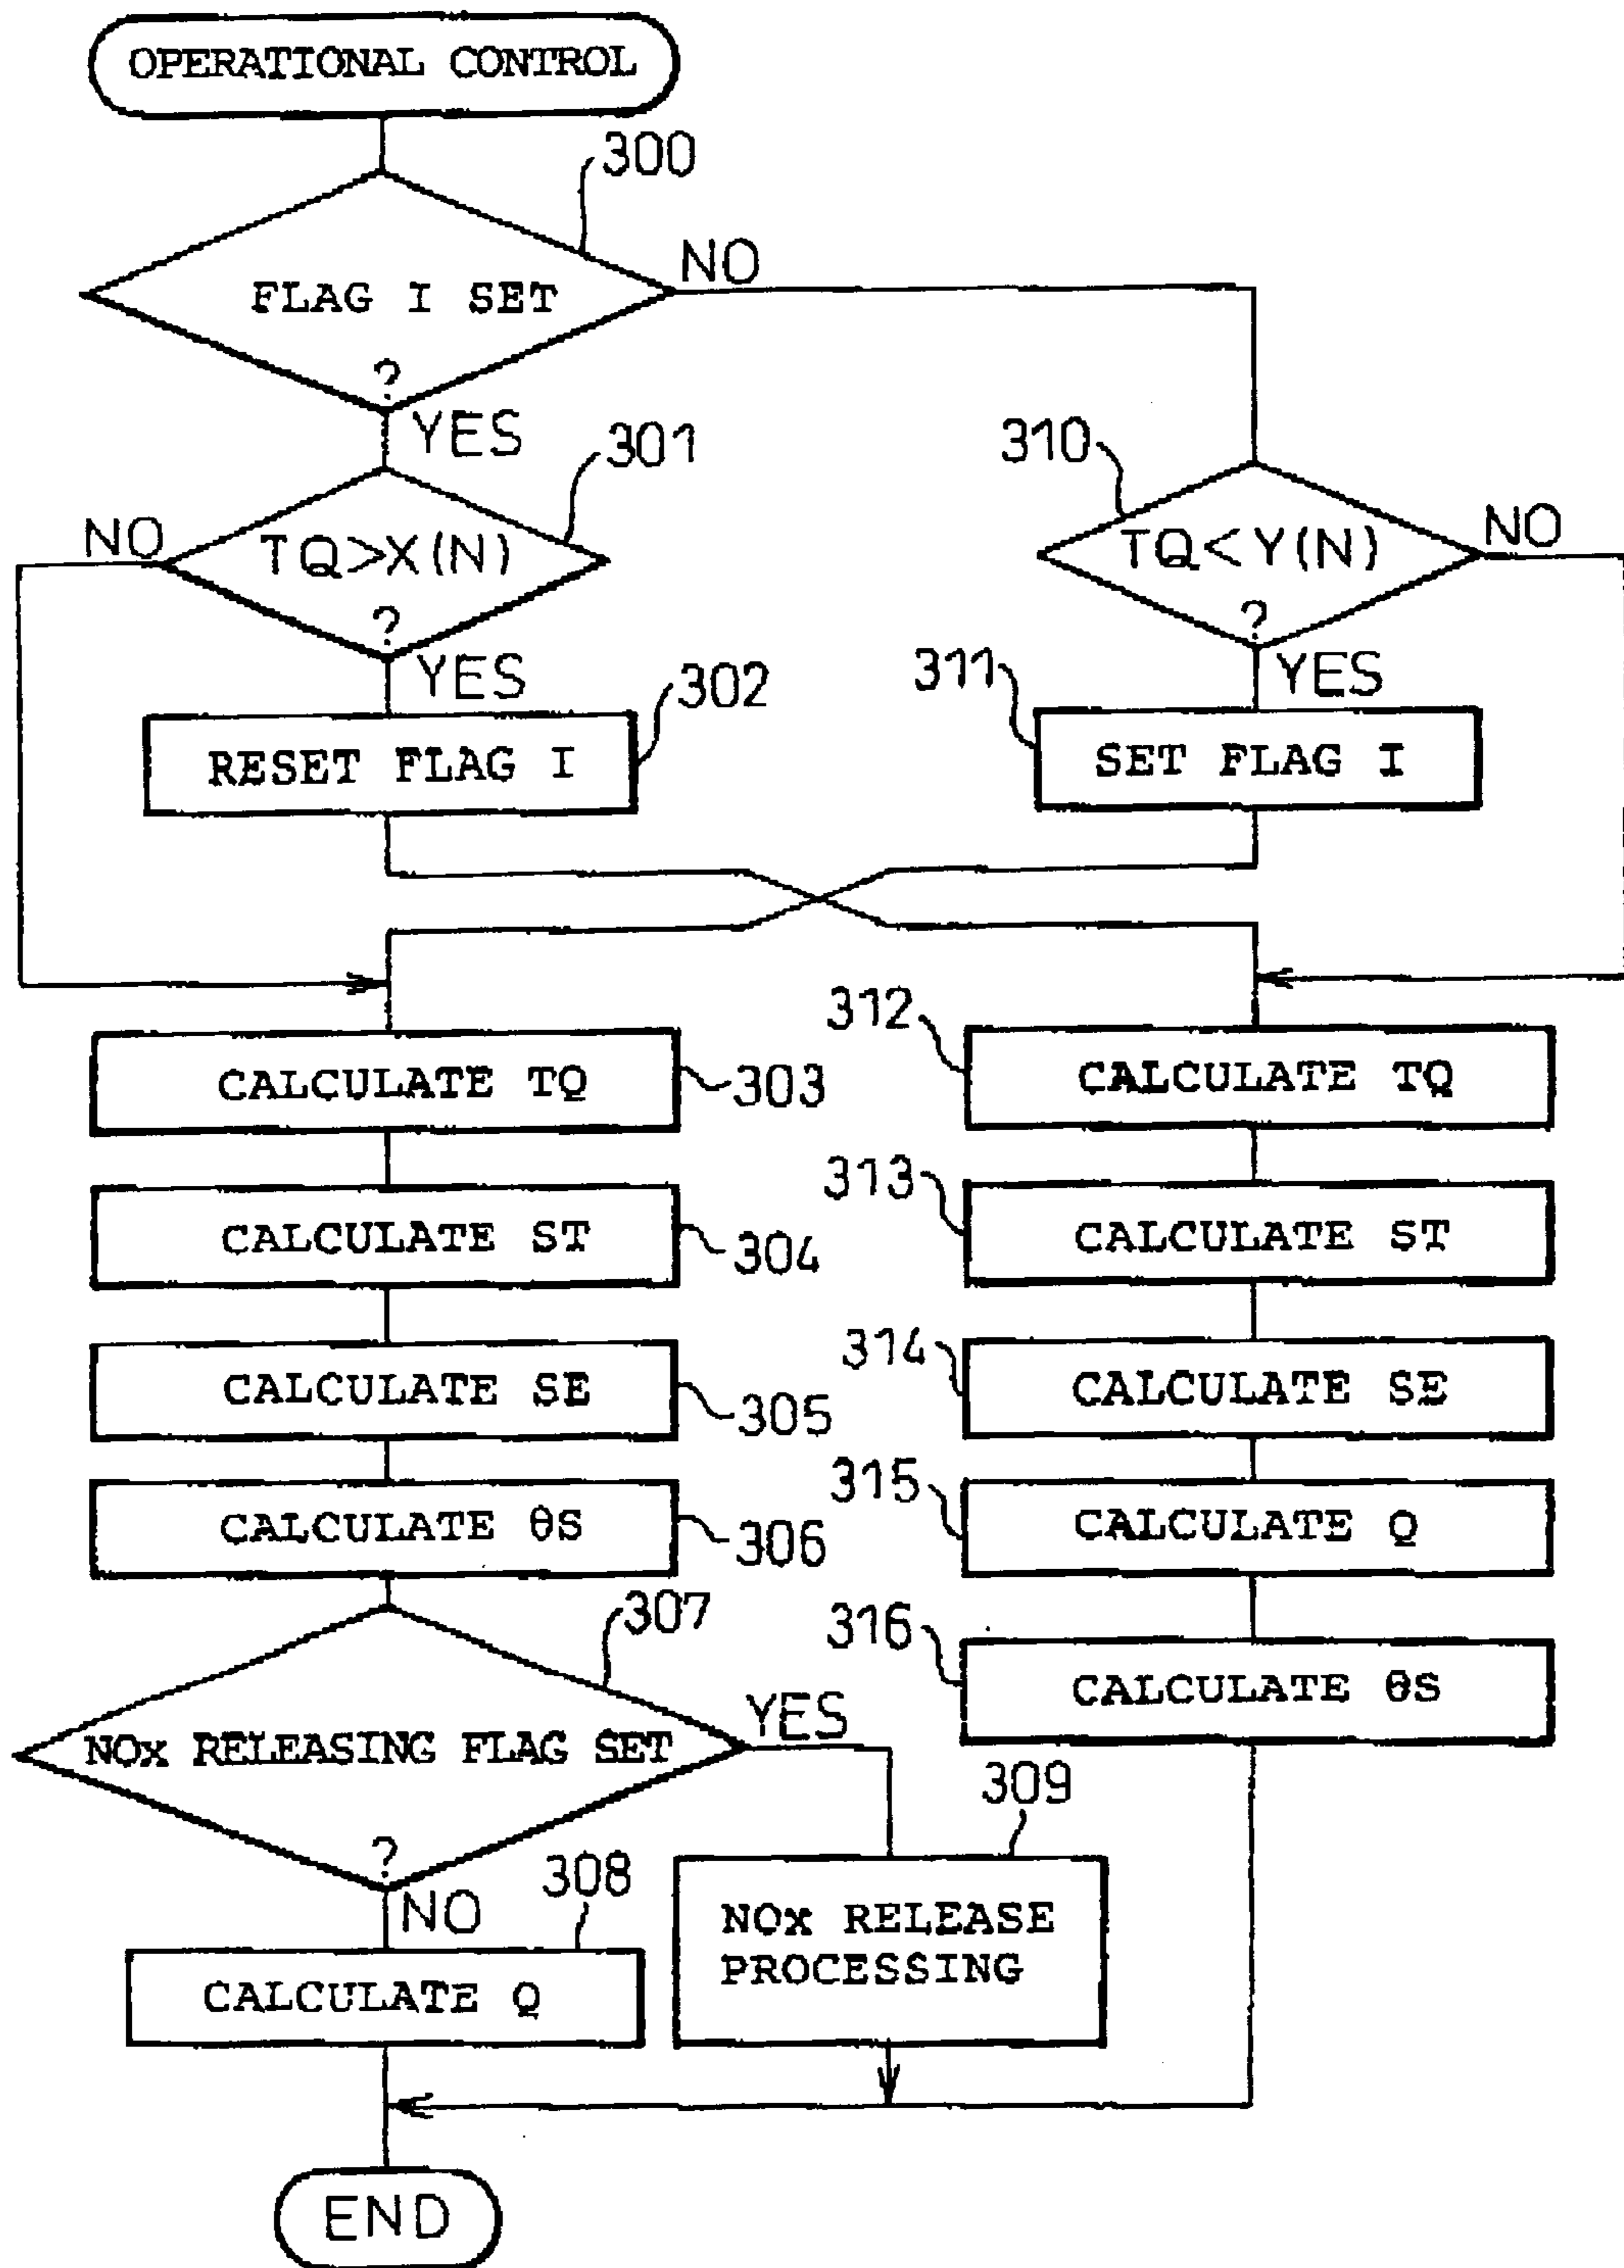 OPERATIONAL CONTROL
300
FLAG I SET
?
NO
YES
301
TQ>X(N)
?
NO
YES
310
TQ<Y(N)
?
NO
YES
302
RESET FLAG I
311
SET FLAG I
CALCULATE TQ
303
312
CALCULATE TQ
CALCULATE ST
304
313
CALCULATE ST
CALCULATE SE
305
314
CALCULATE SE
CALCULATE θS
306
315
CALCULATE Q
307
NOx RELEASING FLAG SET
?
YES
NO
316
CALCULATE θS
308
CALCULATE Q
309
NOx RELEASE
PROCESSING
END